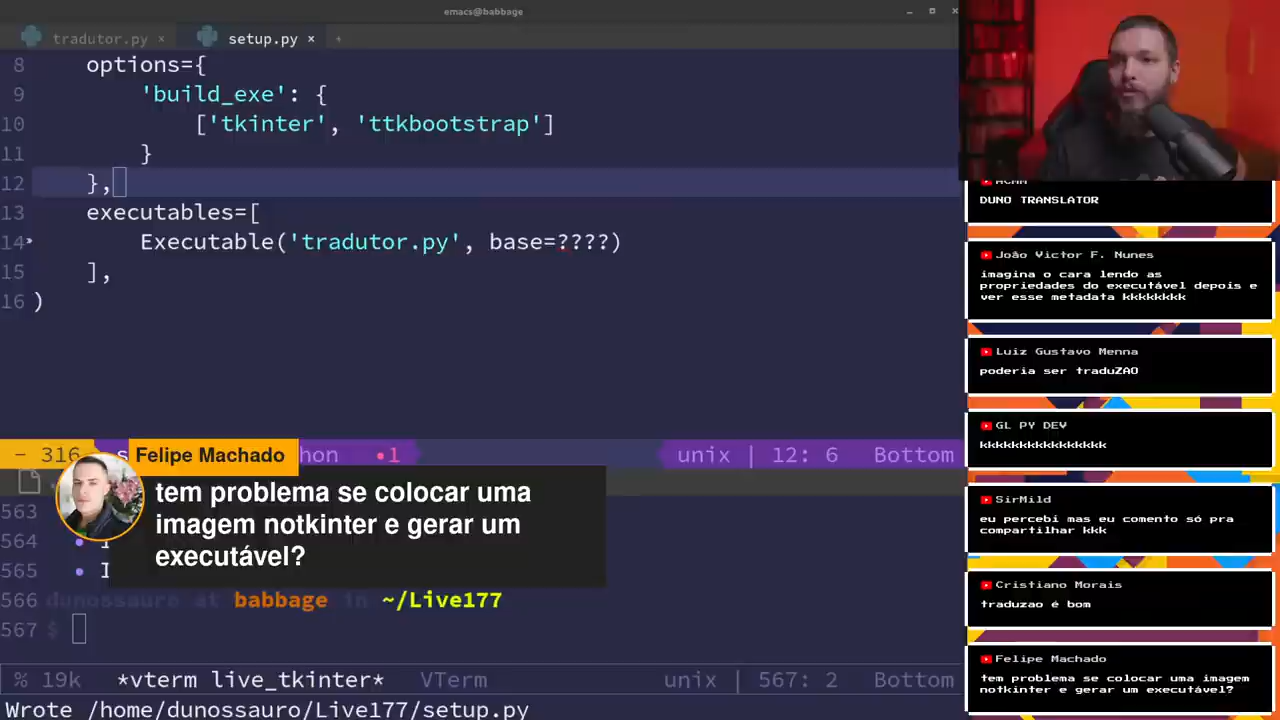 emacs@babbage
tradutor.py ×
setup.py × +
8 options={
9 'build_exe': {
10 ['tkinter', 'ttkbootstrap']
11 }
12 },
13 executables=[
14 Executable('tradutor.py', base=????)
15 ],
16 )
- 316
hon •1
unix | 12: 6 Bottom
Felipe Machado
tem problema se colocar uma
imagem notkinter e gerar um
executável?
563
564
565
566 dunossauro at babbage in ~/Live177
567 $
% 19k *vterm live_tkinter* VTerm unix | 567: 2 Bottom
Wrote /home/dunossauro/Live177/setup.py
DUNO TRANSLATOR
João Victor F. Nunes
imagina o cara lendo as
propriedades do executável depois e
ver esse metadata kkkkkkkk
Luiz Gustavo Menna
poderia ser traduZAO
GL PY DEV
kkkkkkkkkkkkkkkk
SirMild
eu percebi mas eu comento só pra
compartilhar kkk
Cristiano Morais
traduzao é bom
Felipe Machado
tem problema se colocar uma imagem
notkinter e gerar um executável?